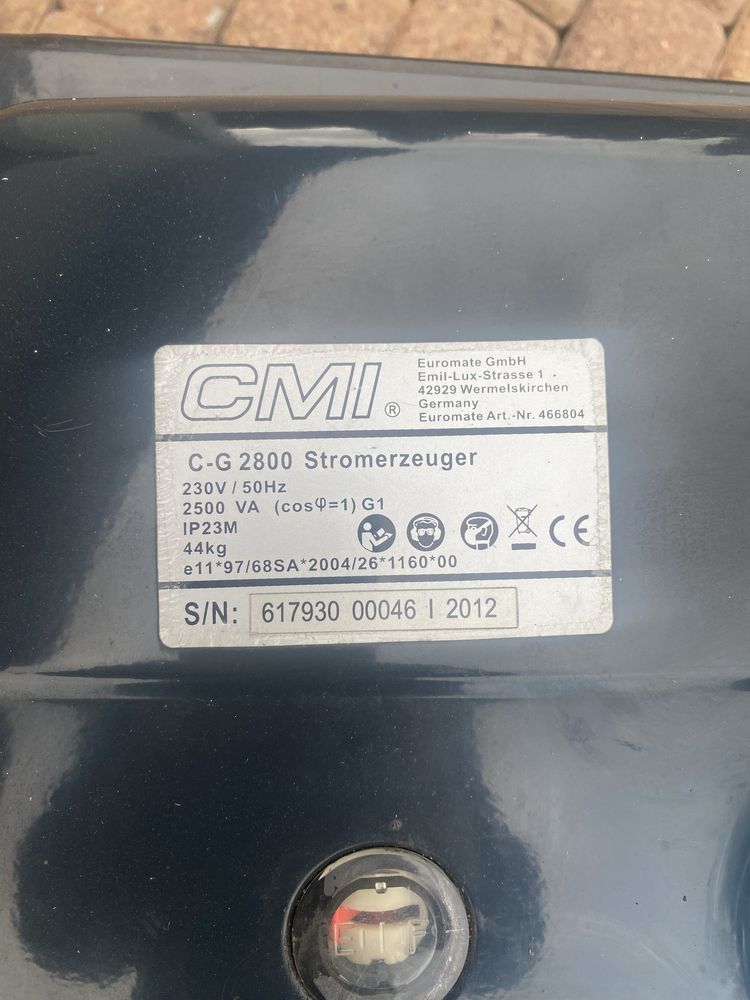 CMI®
Euromate GmbH
Emil-Lux-Strasse 1
42929 Wermelskirchen
Germany
Euromate Art.-Nr. 466804
C-G 2800 Stromerzeuger
230V / 50Hz
2500 VA (cosφ=1) G1
IP23M
44kg
CE
e11*97/68SA*2004/26*1160*00
S/N: 617930 00046 I 2012